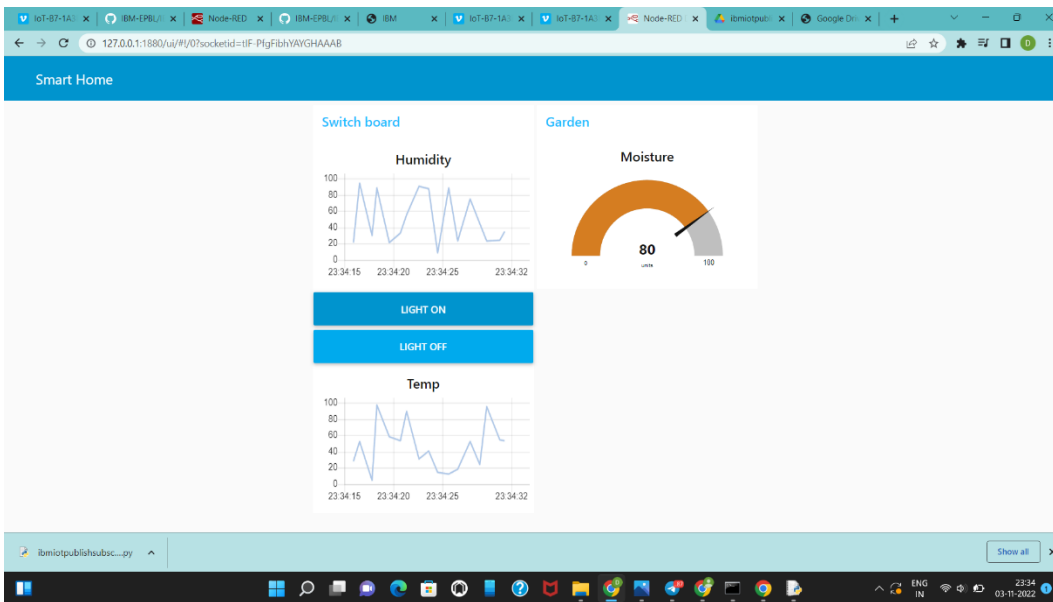 IoT-B7-1A3
IBM-EPBL/I
Node-RED
IBM-EPBL/I
IBM
IoT-B7-1A3
IoT-B7-1A3
Node-RED
ibmiotpubl
Google Dri
127.0.0.1:1880/ui/#!/0?socketid=tIF-PfgFibhYAYGHAAAB
D
Smart Home
Switch board
Humidity
100
80
60
40
20
0
23:34:15 23:34:20 23:34:25 23:34:32
LIGHT ON
LIGHT OFF
Temp
100
80
60
40
20
0
23:34:15 23:34:20 23:34:25 23:34:32
Garden
Moisture
80
units
0 100
ibmiotpublishsubsc....py
Show all
ENG
IN
23:34
03-11-2022
1